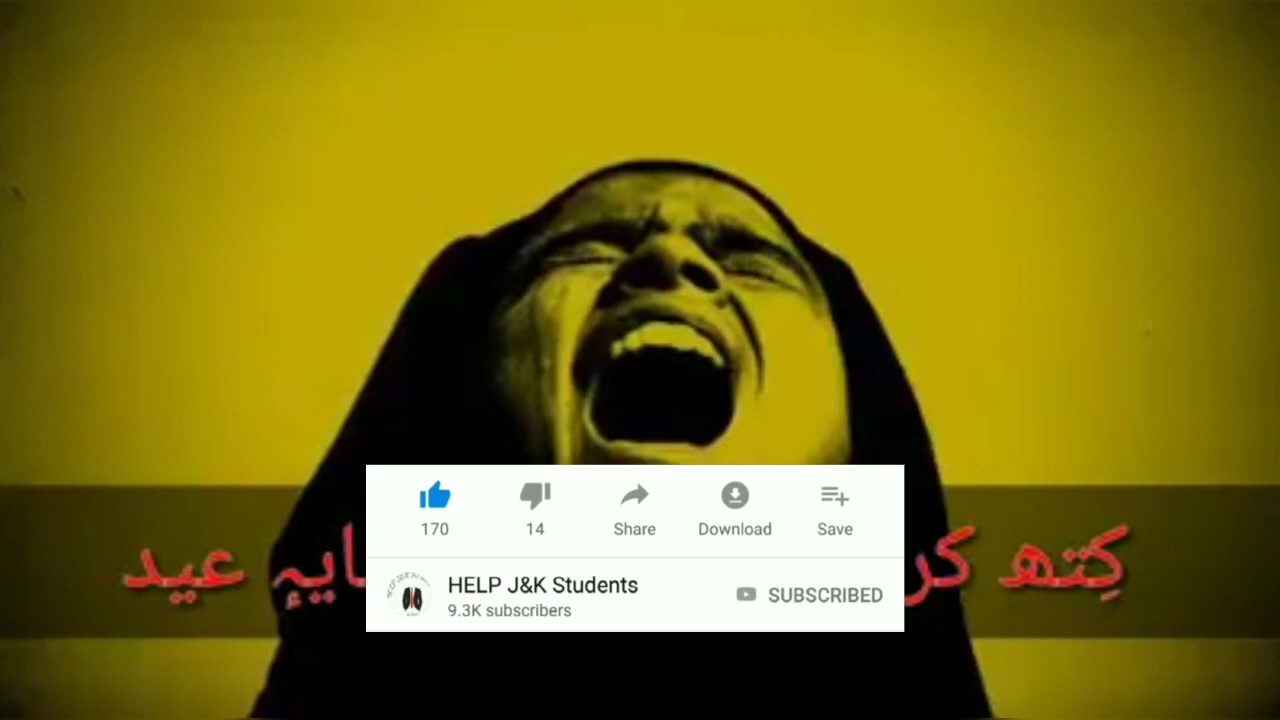 کِتھ کر
عید
170
14
Share
Download
Save
HELP J&K Students
9.3K subscribers
SUBSCRIBED